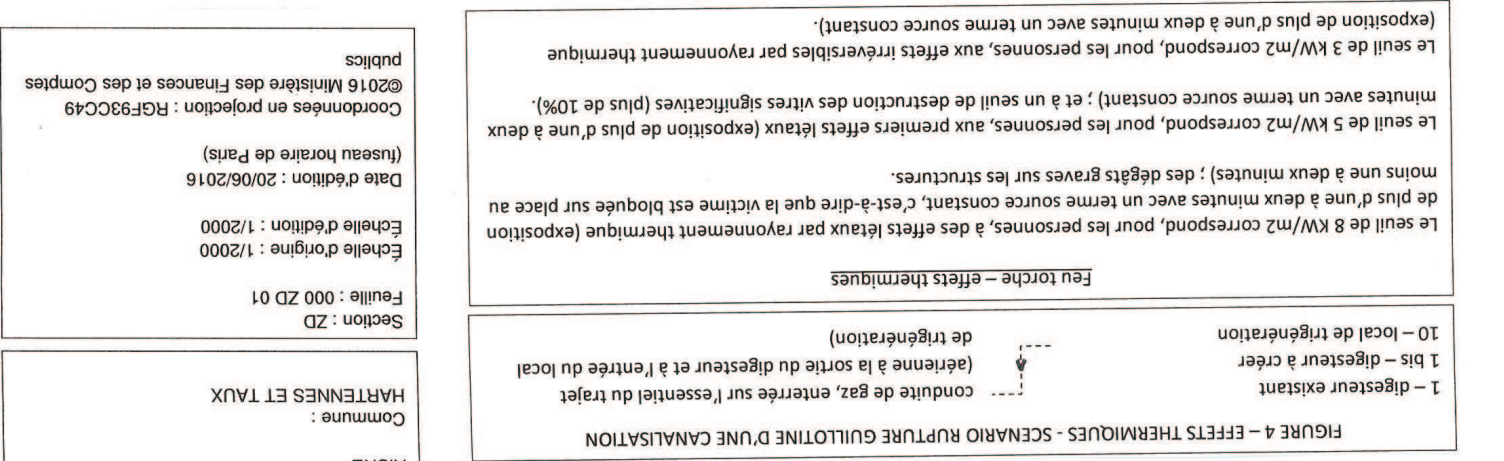 FIGURE 4 – EFFETS THERMIQUES - SCENARIO RUPTURE GUILLOTINE D'UNE CANALISATION
1 – digesteur existant
1 bis – digesteur à créer
10 – local de trigénération
conduite de gaz, enterrée sur l'essentiel du trajet
(aérienne à la sortie du digesteur et à l'entrée du local
de trigénération)
Feu torche – effets thermiques
Le seuil de 8 kW/m2 correspond, pour les personnes, à des effets létaux par rayonnement thermique (exposition
de plus d'une à deux minutes avec un terme source constant, c'est-à-dire que la victime est bloquée sur place au
moins une à deux minutes) ; des dégâts graves sur les structures.
Le seuil de 5 kW/m2 correspond, pour les personnes, aux premiers effets létaux (exposition de plus d'une à deux
minutes avec un terme source constant) ; et à un seuil de destruction des vitres significatives (plus de 10%).
Le seuil de 3 kW/m2 correspond, pour les personnes, aux effets irréversibles par rayonnement thermique
(exposition de plus d'une à deux minutes avec un terme source constant).
Commune :
HARTENNES ET TAUX
Section : ZD
Feuille : 000 ZD 01
Échelle d'origine : 1/2000
Échelle d'édition : 1/2000
Date d'édition : 20/06/2016
(fuseau horaire de Paris)
Coordonnées en projection : RGF93CC49
©2016 Ministère des Finances et des Comptes
publics